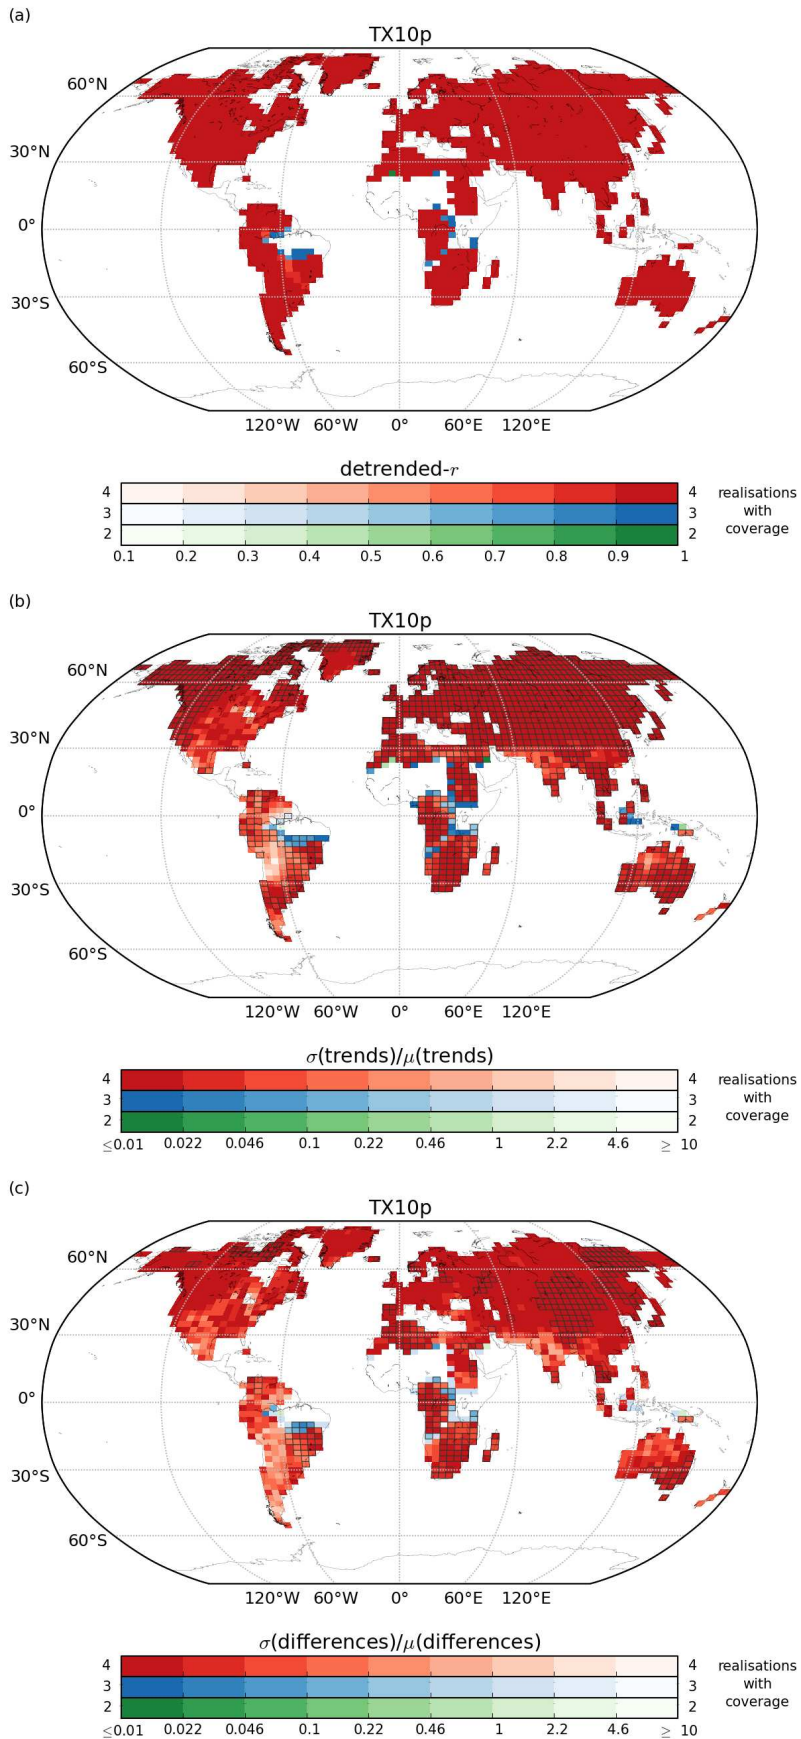 (a)
TX10p
60°N
30°N
0°
30°S
60°S
120°W 60°W 0° 60°E 120°E
detrended-r
4 4 realisations
3 3 with
2 2 coverage
0.1 0.2 0.3 0.4 0.5 0.6 0.7 0.8 0.9 1
(b)
TX10p
60°N
30°N
0°
30°S
60°S
120°W 60°W 0° 60°E 120°E
σ(trends)/μ(trends)
4 4 realisations
3 3 with
2 2 coverage
≤0.01 0.022 0.046 0.1 0.22 0.46 1 2.2 4.6 ≥ 10
(c)
TX10p
60°N
30°N
0°
30°S
60°S
120°W 60°W 0° 60°E 120°E
σ(differences)/μ(differences)
4 4 realisations
3 3 with
2 2 coverage
≤0.01 0.022 0.046 0.1 0.22 0.46 1 2.2 4.6 ≥ 10